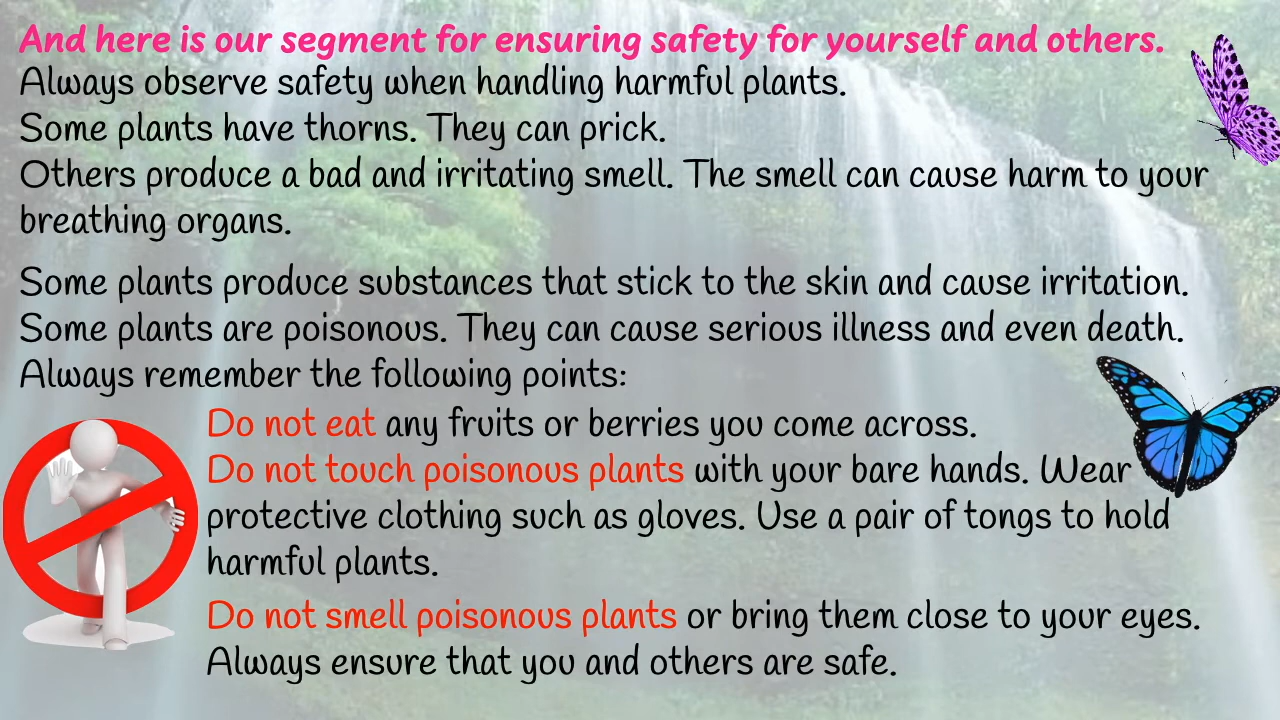 And here is our segment for ensuring safety for yourself and others.
Always observe safety when handling harmful plants.
Some plants have thorns. They can prick.
Others produce a bad and irritating smell. The smell can cause harm to your
breathing organs.
Some plants produce substances that stick to the skin and cause irritation.
Some plants are poisonous. They can cause serious illness and even death.
Always remember the following points:
Do not eat any fruits or berries you come across.
Do not touch poisonous plants with your bare hands. Wear
protective clothing such as gloves. Use a pair of tongs to hold
harmful plants.
Do not smell poisonous plants or bring them close to your eyes.
Always ensure that you and others are safe.